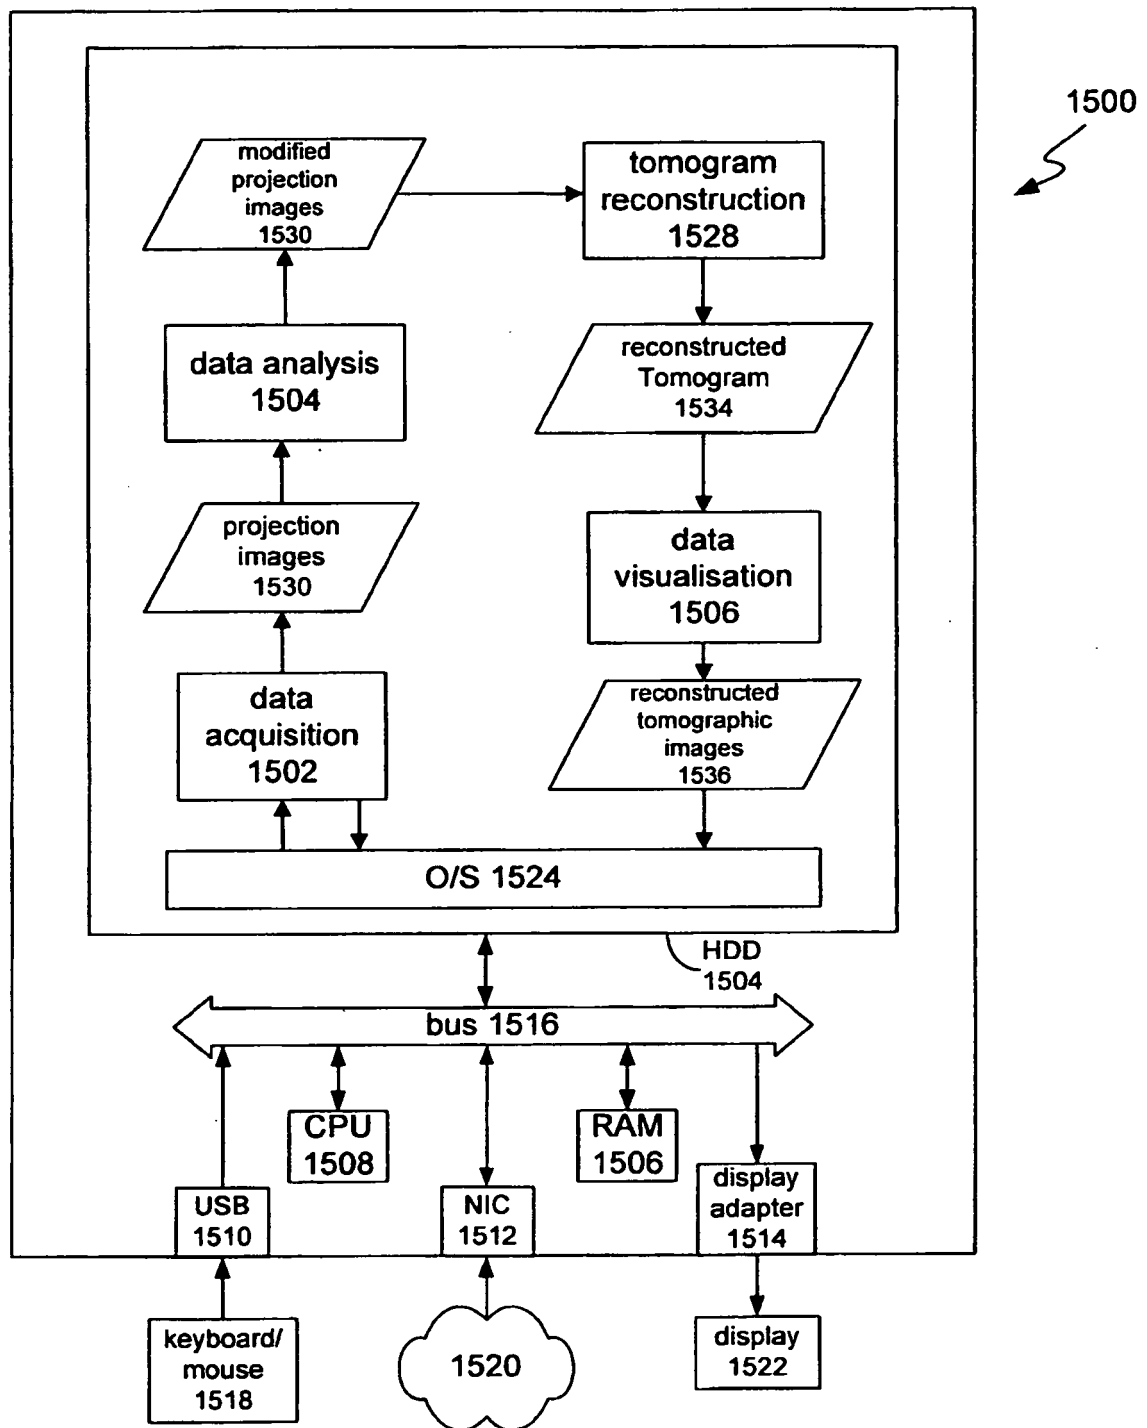 1500
modified
projection
images
1530
tomogram
reconstruction
1528
data analysis
1504
reconstructed
Tomogram
1534
projection
images
1530
data
visualisation
1506
data
acquisition
1502
reconstructed
tomographic
images
1536
O/S 1524
HDD
1504
bus 1516
CPU
1508
RAM
1506
USB
1510
NIC
1512
display
adapter
1514
keyboard/
mouse
1518
1520
display
1522